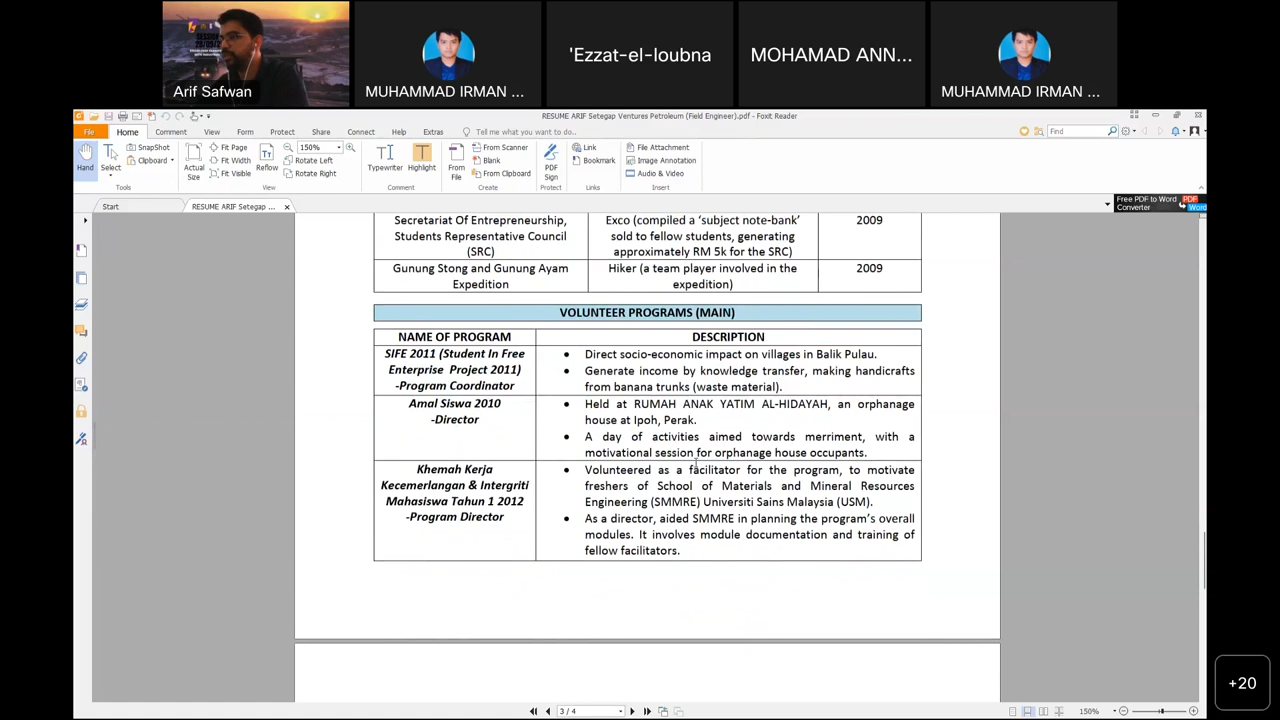 Arif Safwan
MUHAMMAD IRMAN ...
'Ezzat-el-loubna
MOHAMAD ANN...
MUHAMMAD IRMAN ...
RESUME ARIF Setegap Ventures Petroleum (Field Engineer).pdf - Foxit Reader
File Home Comment View Form Protect Share Connect Help Extras Tell me what you want to do... Find
Hand
Select
SnapShot
Clipboard
Actual Size
Fit Page
Fit Width
Fit Visible
Reflow
150%
Rotate Left
Rotate Right
Typewriter
Highlight
From File
From Scanner
Blank
From Clipboard
PDF Sign
Link
Bookmark
File Attachment
Image Annotation
Audio & Video
Tools View Comment Create Protect Links Insert
Start
RESUME ARIF Setegap ...
Free PDF to Word Converter
PDF
Word
Secretariat Of Entrepreneurship,
Students Representative Council
(SRC)
Exco (compiled a 'subject note-bank'
sold to fellow students, generating
approximately RM 5k for the SRC)
2009
Gunung Stong and Gunung Ayam
Expedition
Hiker (a team player involved in the
expedition)
2009
VOLUNTEER PROGRAMS (MAIN)
NAME OF PROGRAM
DESCRIPTION
SIFE 2011 (Student In Free
Enterprise Project 2011)
-Program Coordinator
• Direct socio-economic impact on villages in Balik Pulau.
• Generate income by knowledge transfer, making handicrafts
from banana trunks (waste material).
Amal Siswa 2010
-Director
• Held at RUMAH ANAK YATIM AL-HIDAYAH, an orphanage
house at Ipoh, Perak.
• A day of activities aimed towards merriment, with a
motivational session for orphanage house occupants.
Khemah Kerja
Kecemerlangan & Intergriti
Mahasiswa Tahun 1 2012
-Program Director
• Volunteered as a facilitator for the program, to motivate
freshers of School of Materials and Mineral Resources
Engineering (SMMRE) Universiti Sains Malaysia (USM).
• As a director, aided SMMRE in planning the program's overall
modules. It involves module documentation and training of
fellow facilitators.
+20
3 / 4
150%